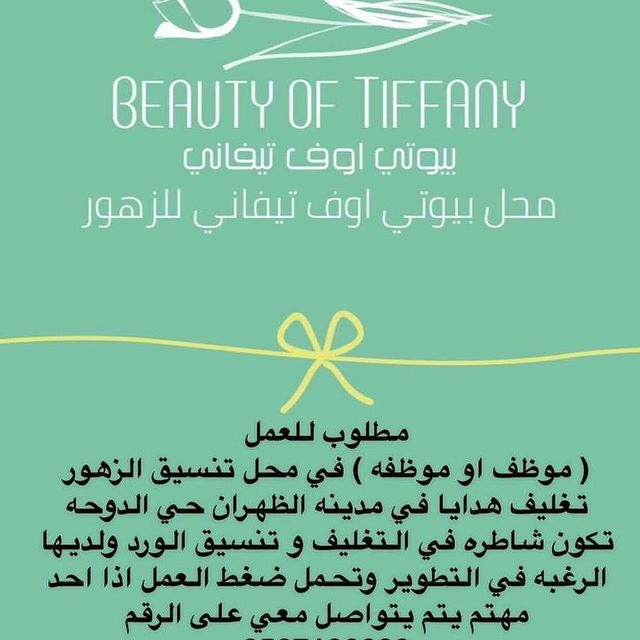 BEAUTY OF TIFFANY
بيوتي اوف تيفاني
محل بيوتي اوف تيفاني للزهور
مطلوب للعمل
( موظف او موظفه ) في محل تنسيق الزهور
تغليف هدايا في مدينه الظهران حي الدوحه
تكون شاطره في التغليف و تنسيق الورد ولديها
الرغبه في التطوير وتحمل ضغط العمل اذا احد
مهتم يتم يتواصل معي على الرقم